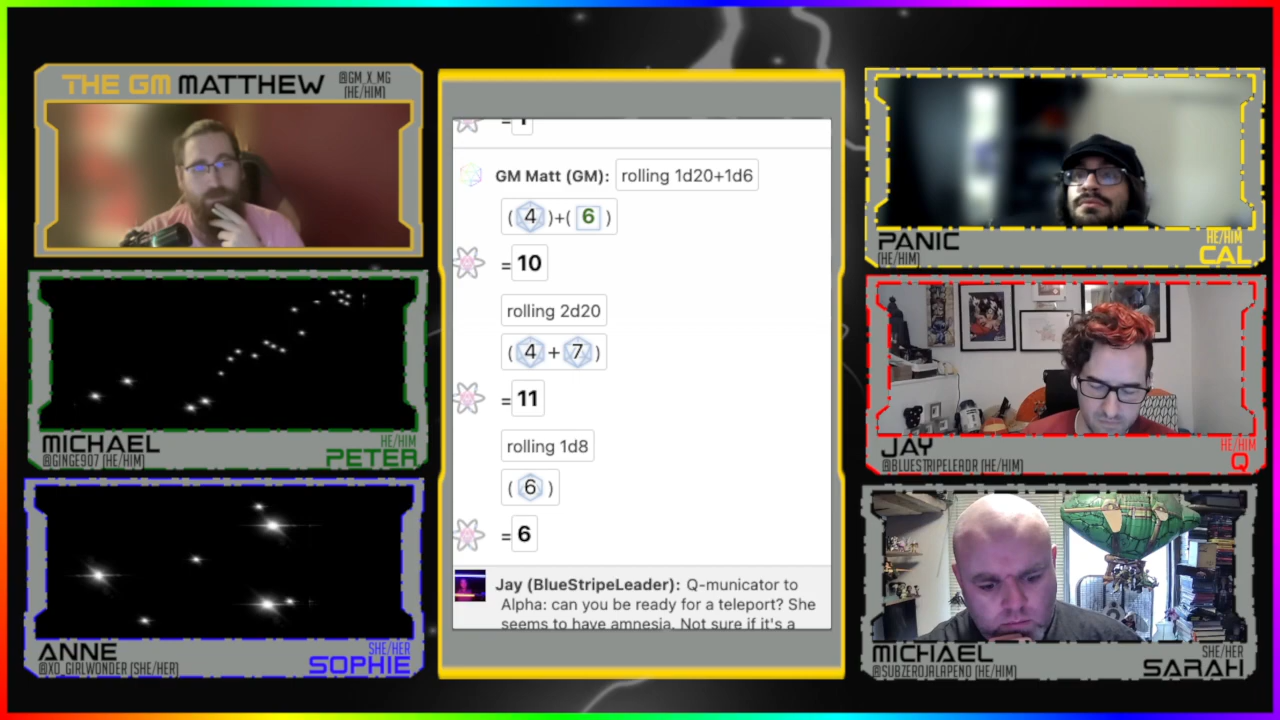 THE GM MATTHEW
@GM_X_MG
(HE/HIM)
MICHAEL
@GINGE907 (HE/HIM)
HE/HIM
PETER
ANNE
@XO_GIRLWONDER (SHE/HER)
SHE/HER
SOPHIE
GM Matt (GM): rolling 1d20+1d6
(4)+( 6 )
=10
rolling 2d20
(4+7)
=11
rolling 1d8
(6)
=6
Jay (BlueStripeLeader): Q-municator to
Alpha: can you be ready for a teleport? She
seems to have amnesia. Not sure if it's a
PANIC
(HE/HIM)
HE/HIM
CAL
JAY
@BLUESTRIPELEADR (HE/HIM)
HE/HIM
Q
MICHAEL
@SUBZEROJALAPENO (HE/HIM)
SHE/HER
SARAH